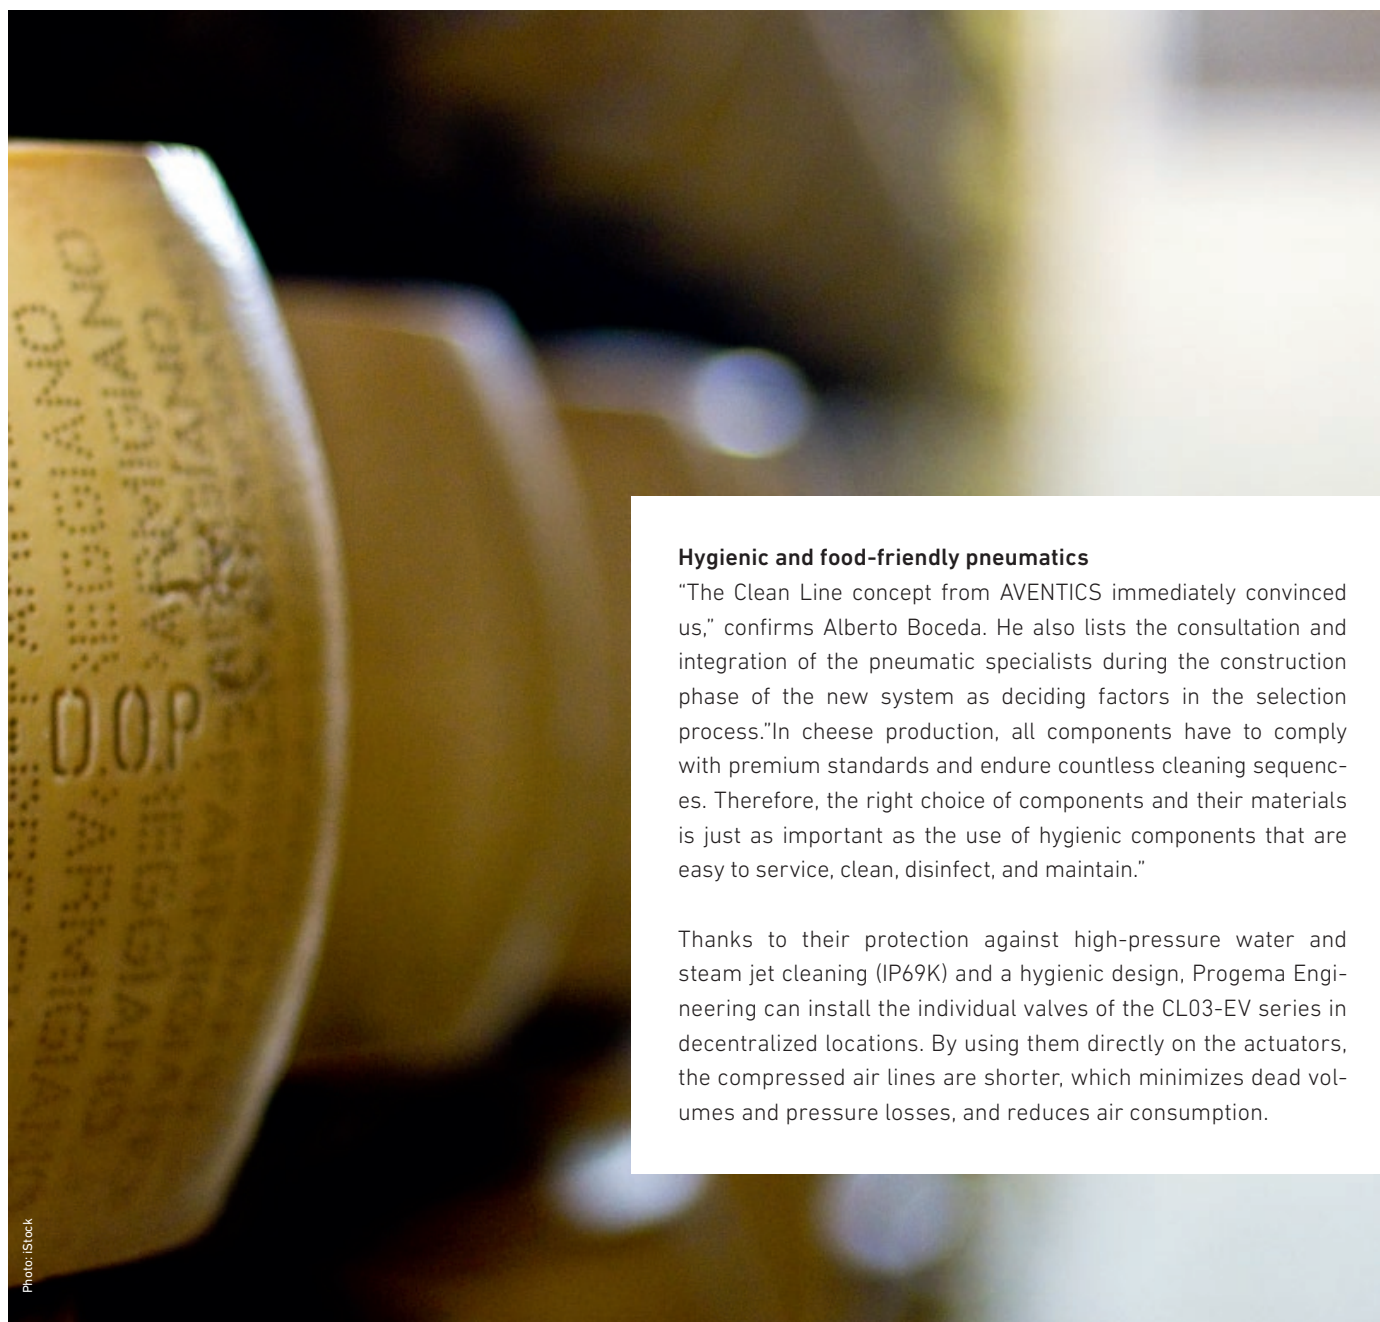 D.O.P.
Hygienic and food-friendly pneumatics
“The Clean Line concept from AVENTICS immediately convinced
us,” confirms Alberto Boceda. He also lists the consultation and
integration of the pneumatic specialists during the construction
phase of the new system as deciding factors in the selection
process.”In cheese production, all components have to comply
with premium standards and endure countless cleaning sequenc-
es. Therefore, the right choice of components and their materials
is just as important as the use of hygienic components that are
easy to service, clean, disinfect, and maintain.”
Thanks to their protection against high-pressure water and
steam jet cleaning (IP69K) and a hygienic design, Progema Engi-
neering can install the individual valves of the CL03-EV series in
decentralized locations. By using them directly on the actuators,
the compressed air lines are shorter, which minimizes dead vol-
umes and pressure losses, and reduces air consumption.
Photo: iStock